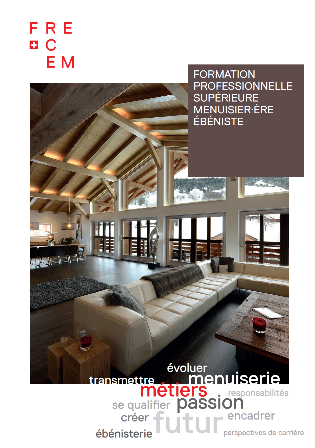 FRE
C
EM
FORMATION
PROFESSIONNELLE
SUPÉRIEURE
MENUISIER·ÈRE
ÉBÉNISTE
évoluer
transmettre menuiserie
métiers responsabilités
se qualifier passion
créer futur encadrer
ébénisterie perspectives de carrière